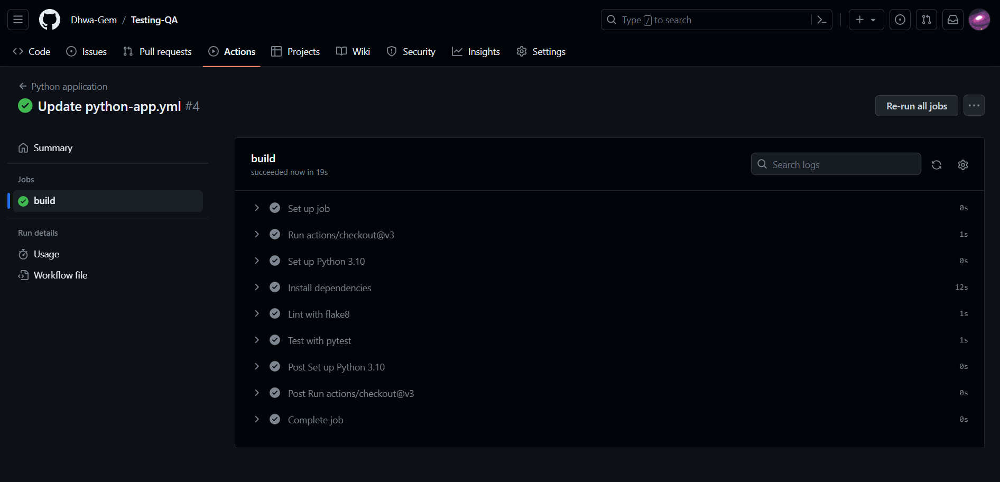 Dhwa-Gem / Testing-QA
Type / to search
Code Issues Pull requests Actions Projects Wiki Security Insights Settings
Python application
Update python-app.yml #4
Re-run all jobs
Summary
Jobs
build
Run details
Usage
Workflow file
build
succeeded now in 19s
Search logs
Set up job 0s
Run actions/checkout@v3 1s
Set up Python 3.10 0s
Install dependencies 12s
Lint with flake8 1s
Test with pytest 1s
Post Set up Python 3.10 0s
Post Run actions/checkout@v3 0s
Complete job 0s